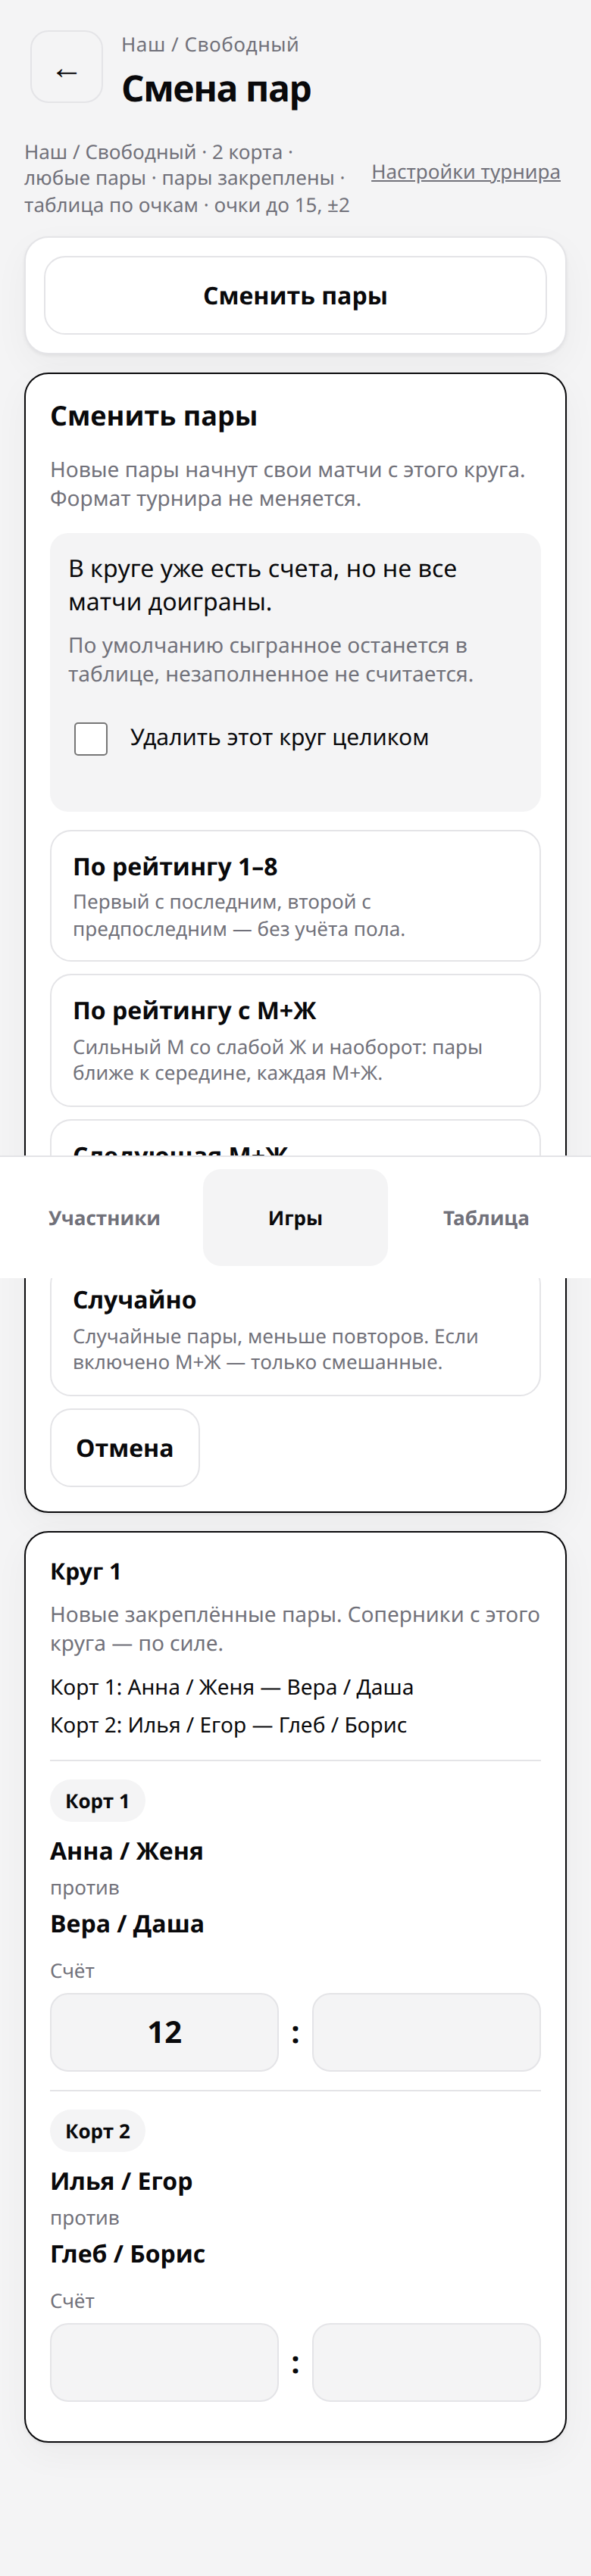 ←
Наш / Свободный
Смена пар
Наш / Свободный · 2 корта ·
любые пары · пары закреплены ·
таблица по очкам · очки до 15, ±2
Настройки турнира
Сменить пары
Сменить пары
Новые пары начнут свои матчи с этого круга.
Формат турнира не меняется.
В круге уже есть счета, но не все
матчи доиграны.
По умолчанию сыгранное останется в
таблице, незаполненное не считается.
Удалить этот круг целиком
По рейтингу 1–8
Первый с последним, второй с
предпоследним — без учёта пола.
По рейтингу с М+Ж
Сильный М со слабой Ж и наоборот: пары
ближе к середине, каждая М+Ж.
Следующая М+Ж
Участники
Игры
Таблица
Случайно
Случайные пары, меньше повторов. Если
включено М+Ж — только смешанные.
Отмена
Круг 1
Новые закреплённые пары. Соперники с этого
круга — по силе.
Корт 1: Анна / Женя — Вера / Даша
Корт 2: Илья / Егор — Глеб / Борис
Корт 1
Анна / Женя
против
Вера / Даша
Счёт
12 :
Корт 2
Илья / Егор
против
Глеб / Борис
Счёт
: